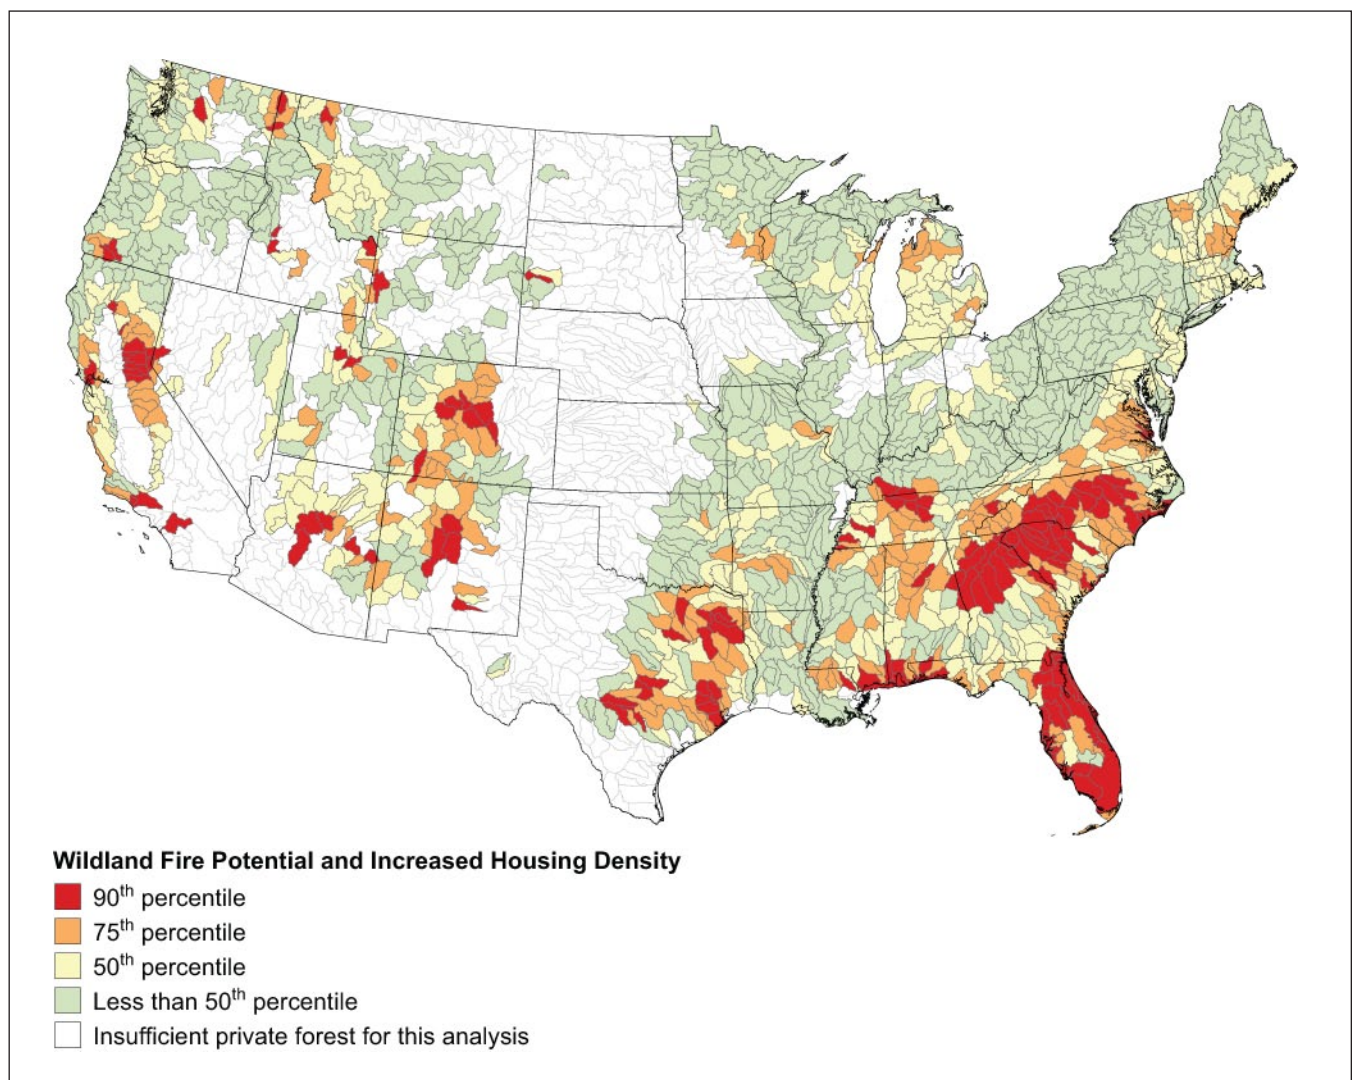 Wildland Fire Potential and Increased Housing Density
90th percentile
75th percentile
50th percentile
Less than 50th percentile
Insufficient private forest for this analysis